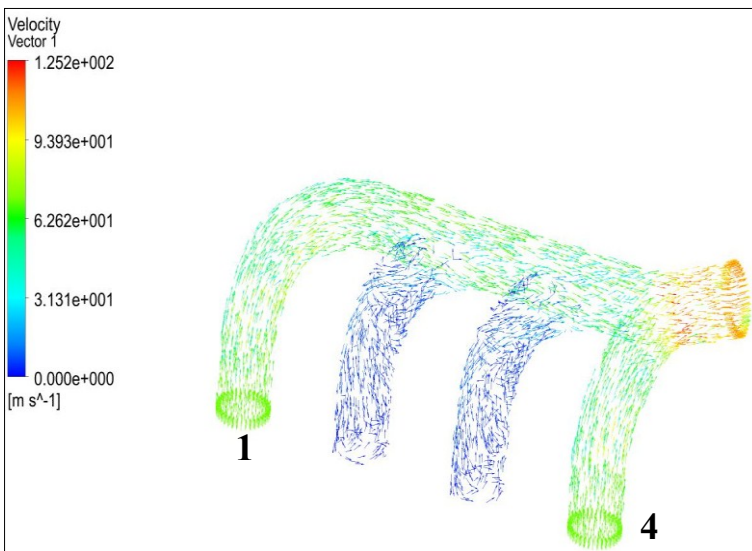 Velocity
Vector 1
1.252e+002
9.393e+001
6.262e+001
3.131e+001
0.000e+000
[m s^-1]
1
4